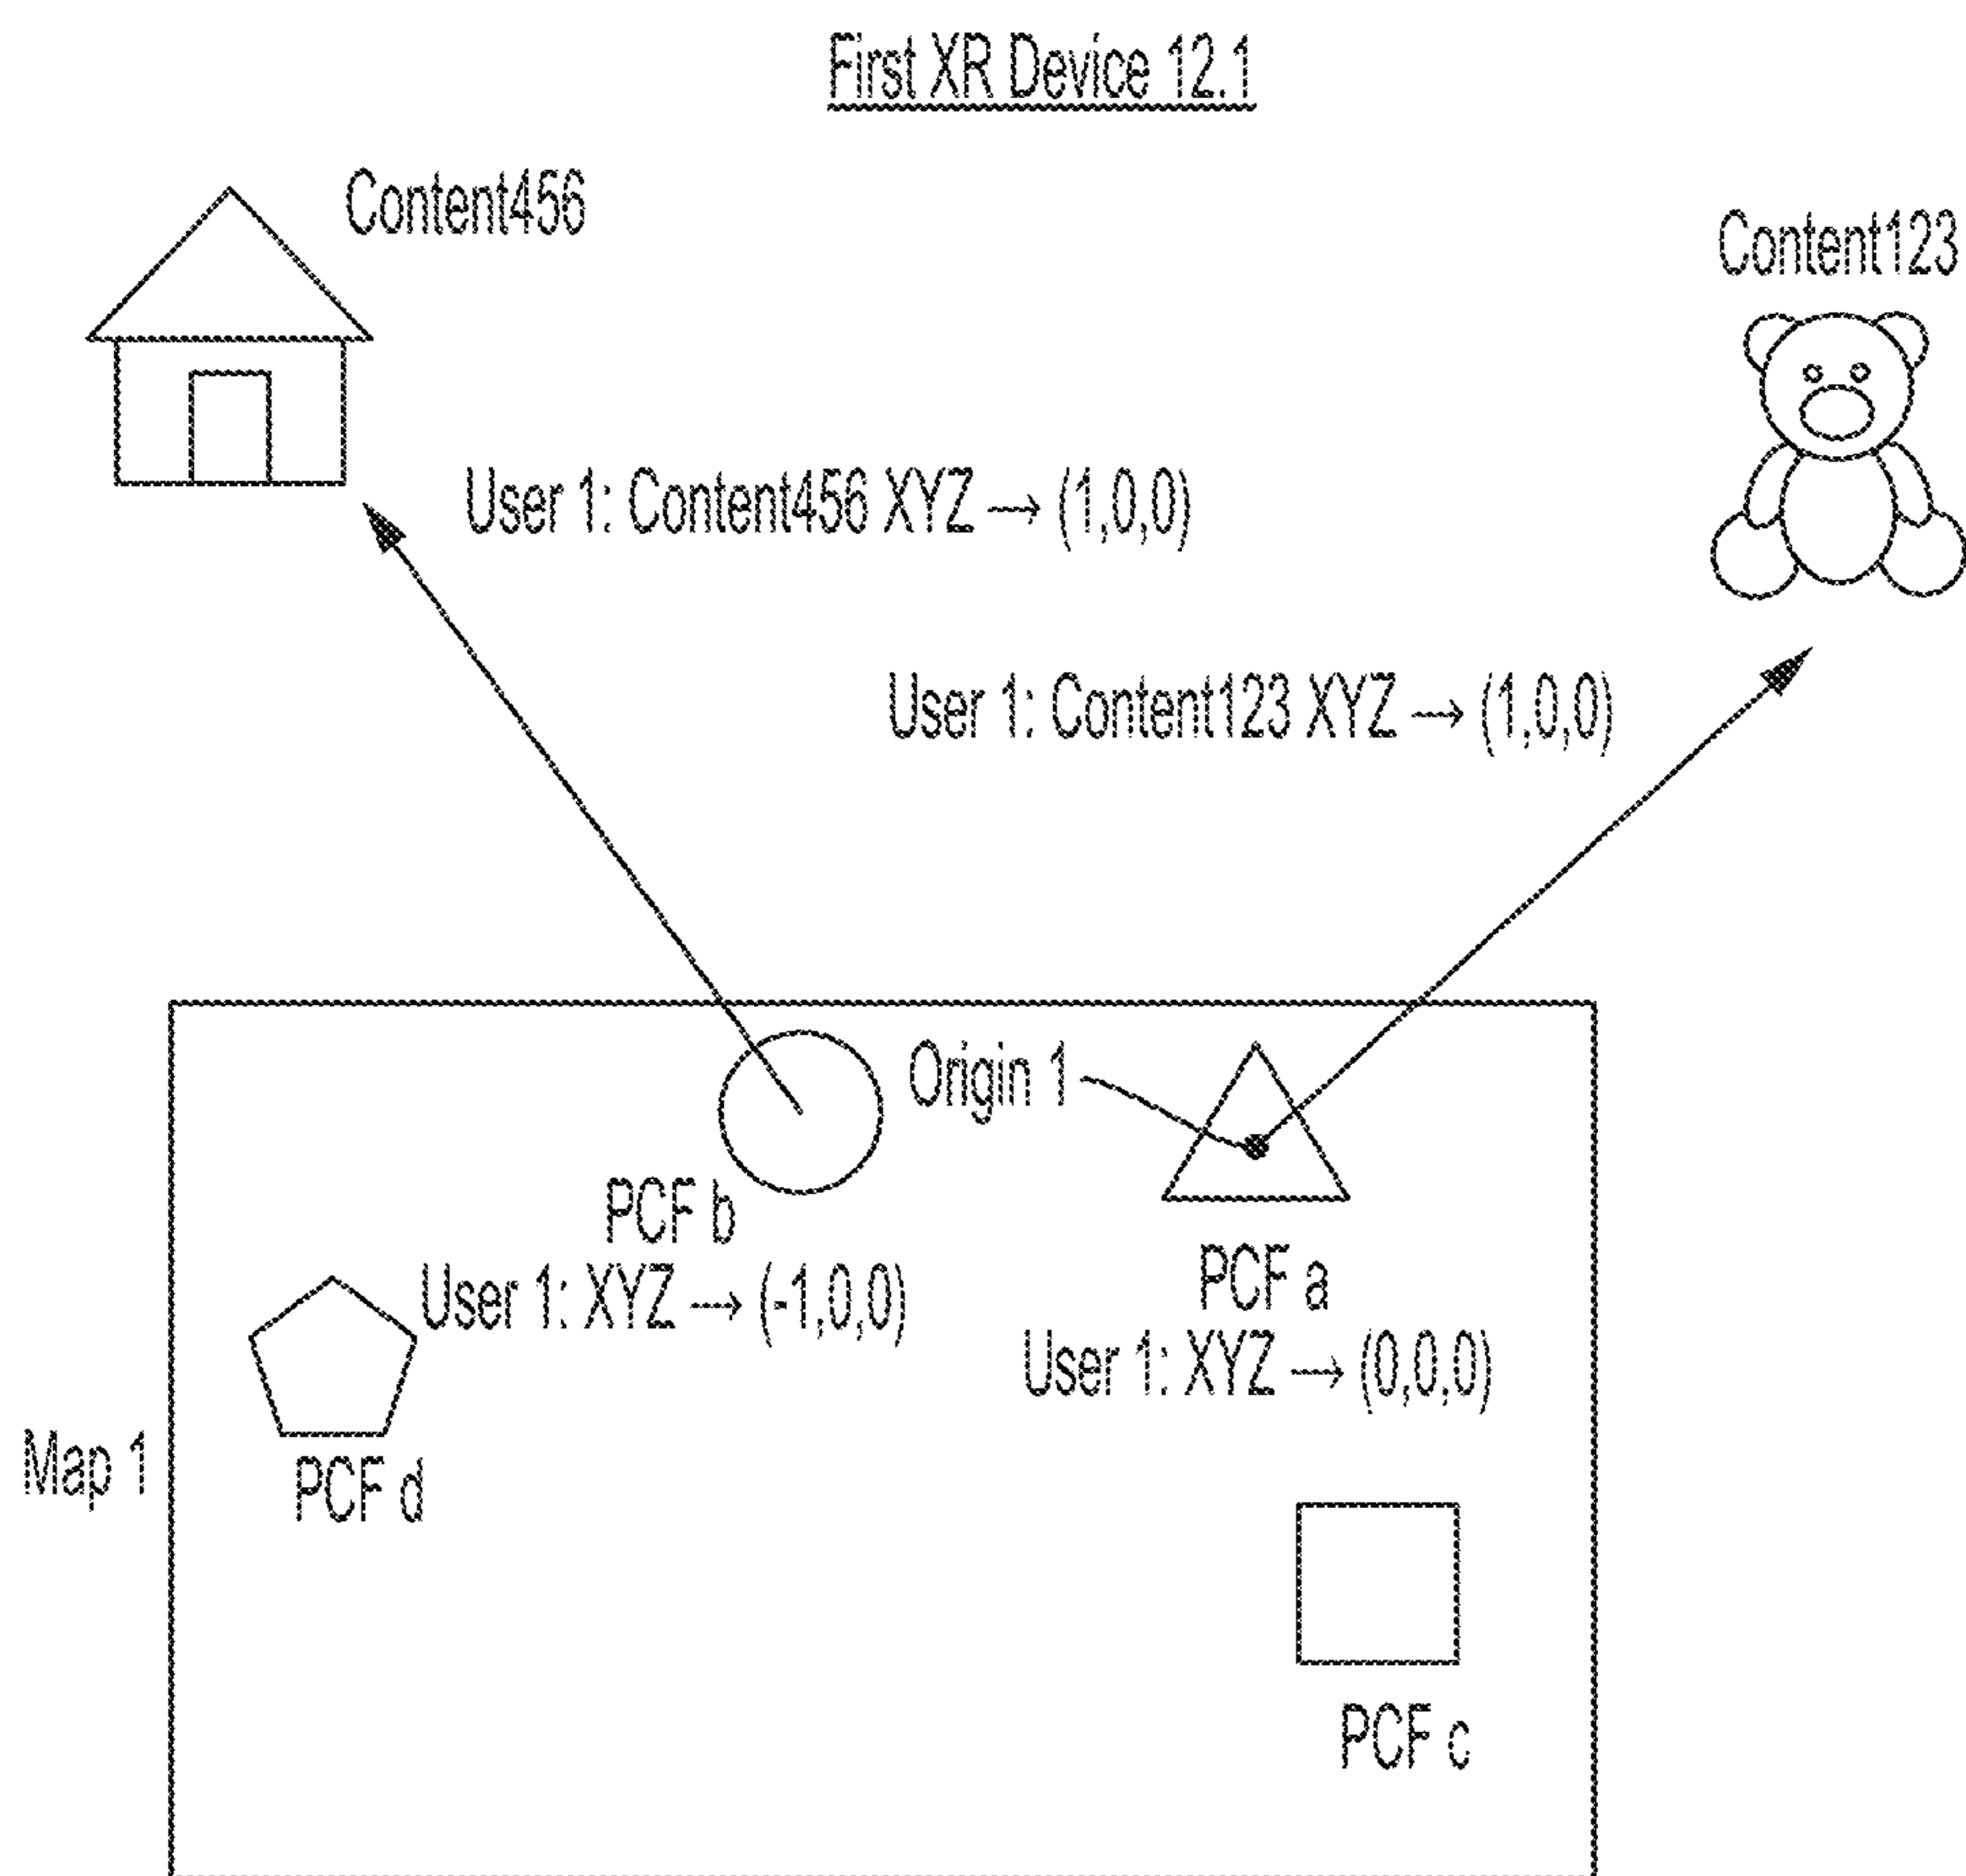 First XR Device 12.1
Content456
Content123
User 1: Content456 XYZ → (1,0,0)
User 1: Content123 XYZ → (1,0,0)
Origin 1
PCF b
User 1: XYZ → (-1,0,0)
PCF a
User 1: XYZ → (0,0,0)
Map 1
PCF d
PCF c